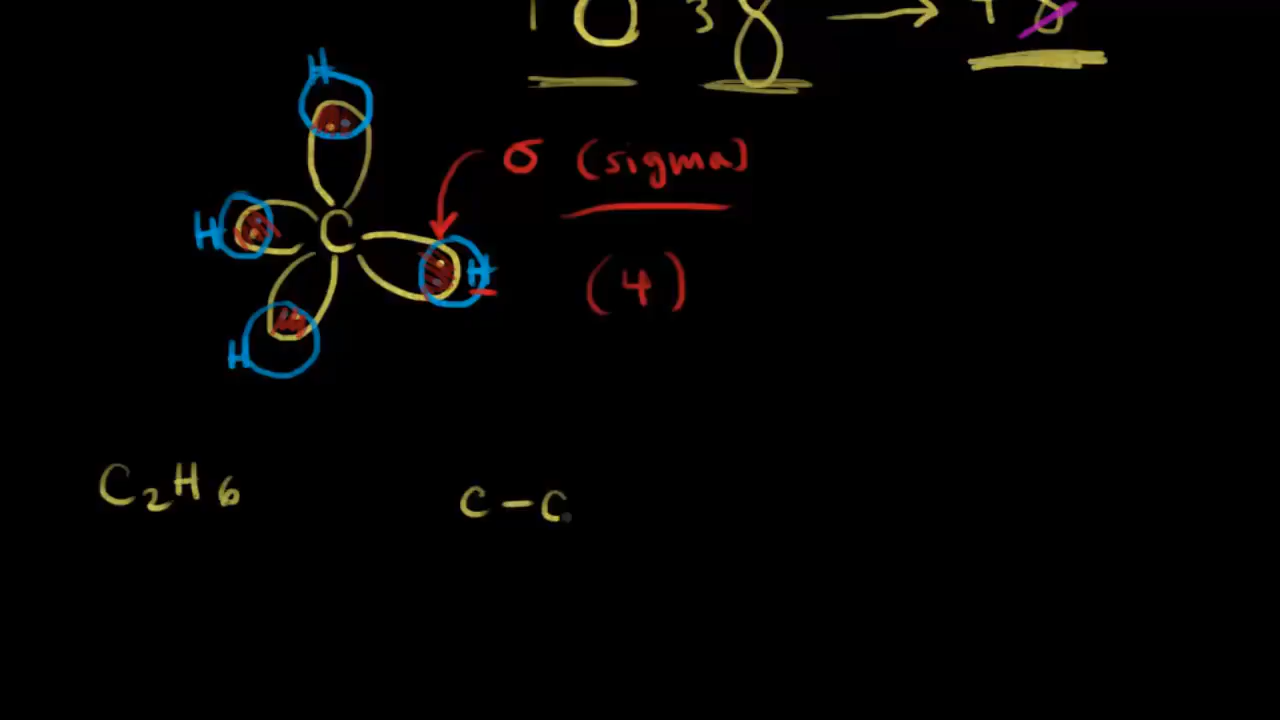 H
σ (sigma)
H C H
(4)
H
C₂H₆ C-C